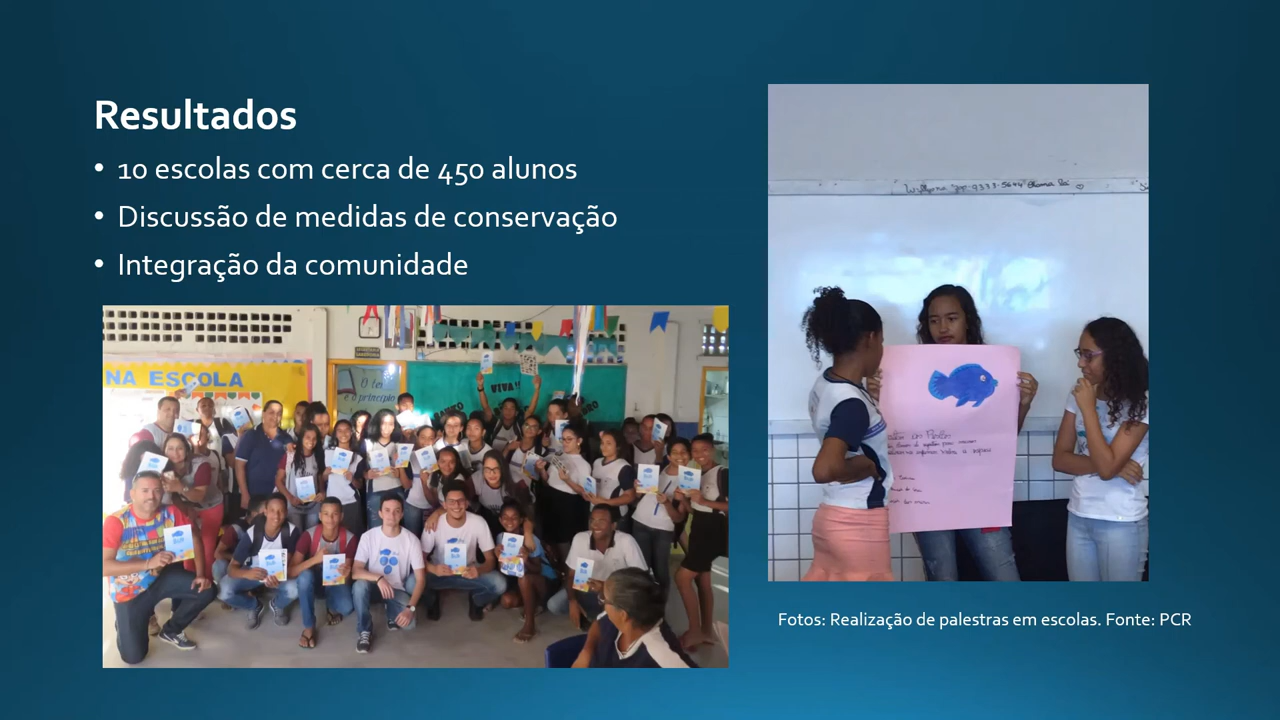 Resultados
• 10 escolas com cerca de 450 alunos
• Discussão de medidas de conservação
• Integração da comunidade
NA ESCOLA
VIVA!!
Fotos: Realização de palestras em escolas. Fonte: PCR